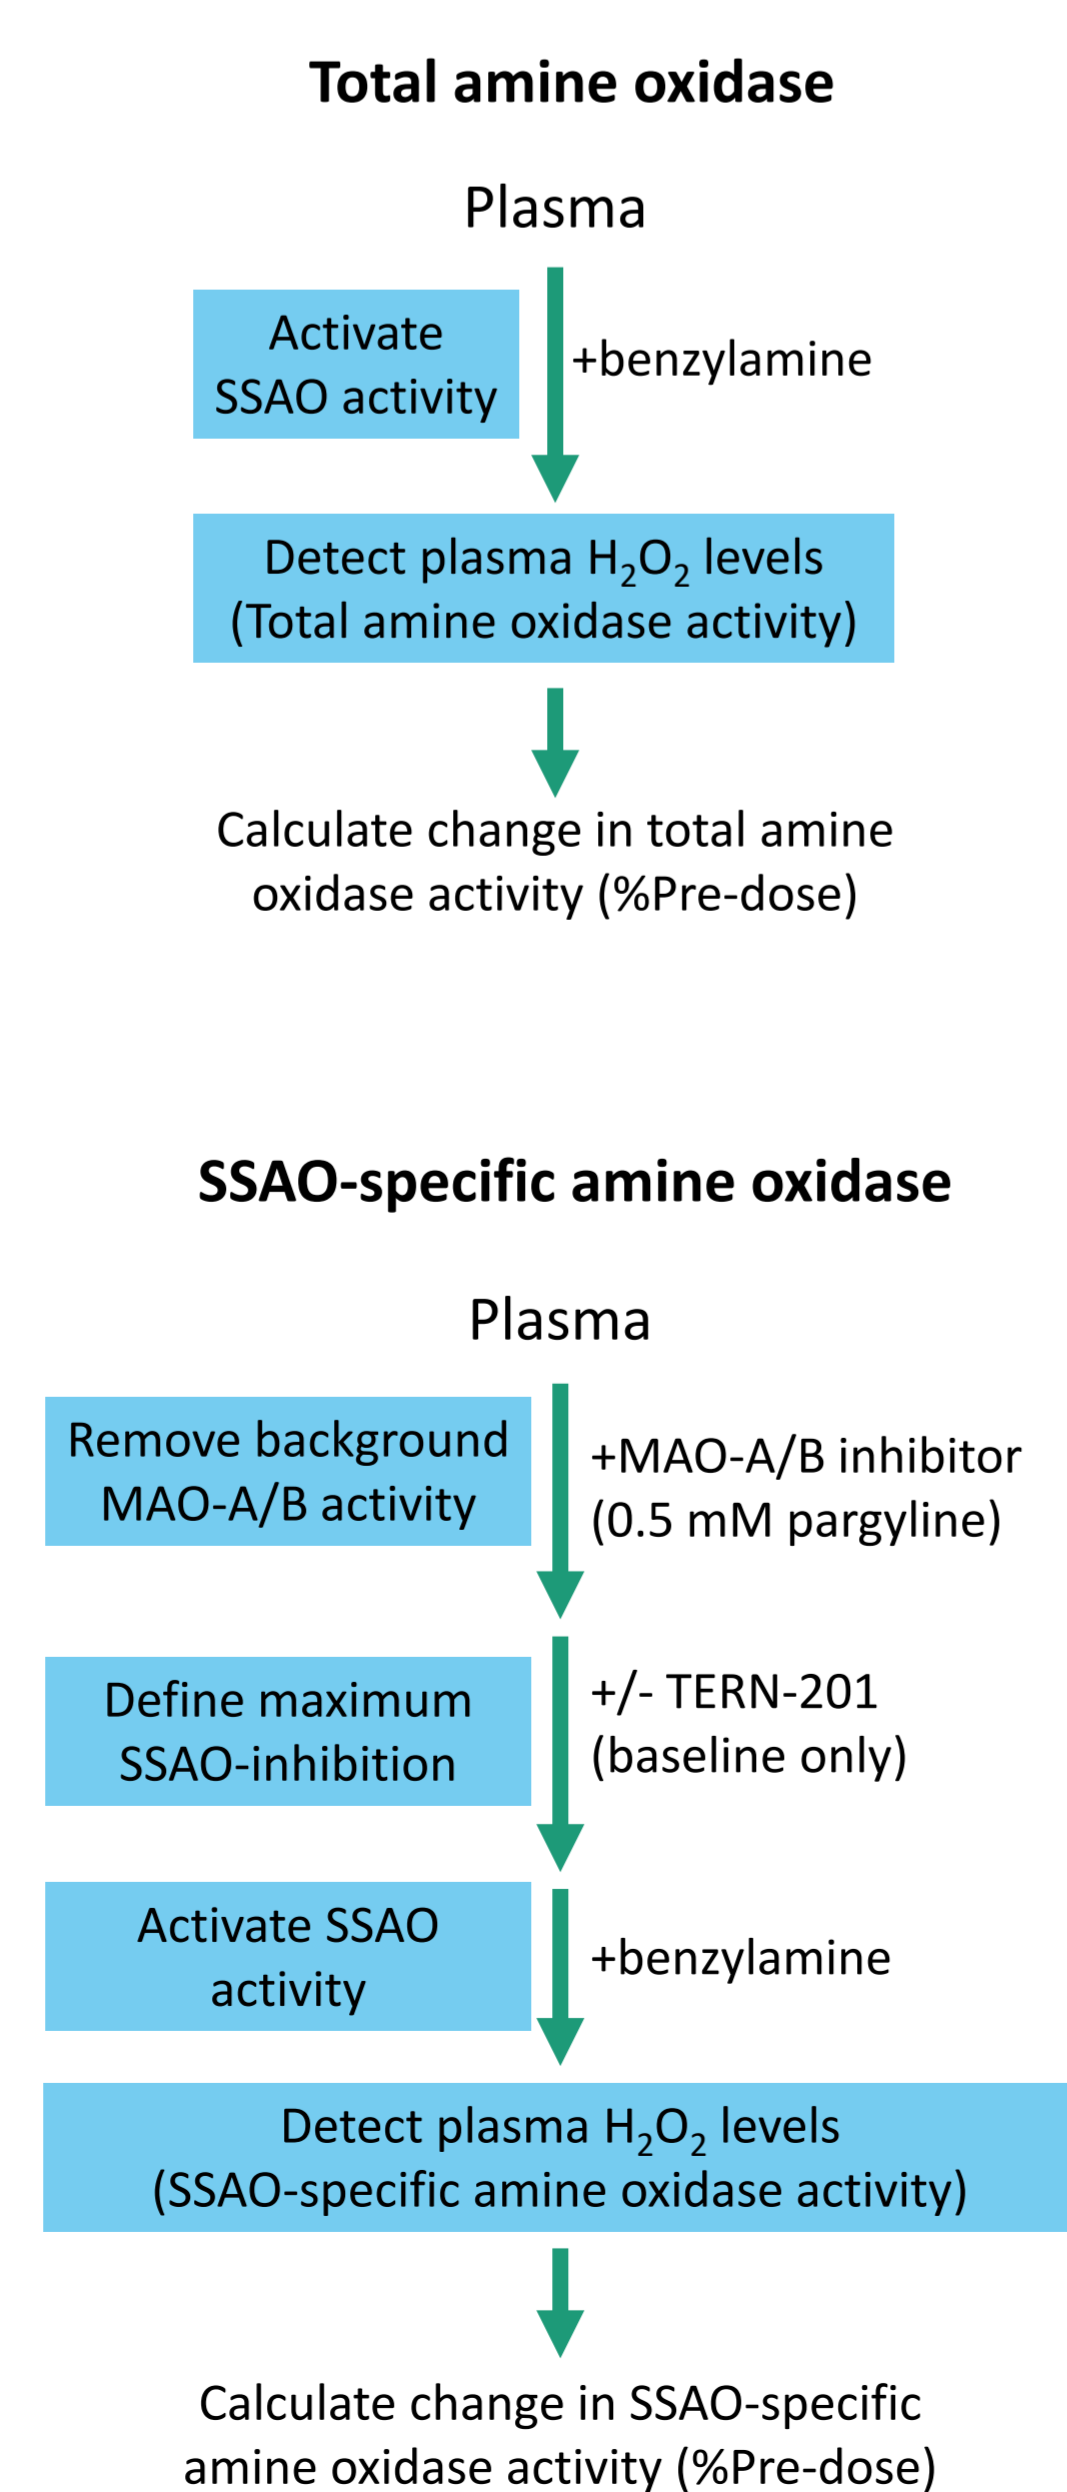 Total amine oxidase
Plasma
Activate
SSAO activity
+benzylamine
Detect plasma H₂O₂ levels
(Total amine oxidase activity)
Calculate change in total amine
oxidase activity (%Pre-dose)
SSAO-specific amine oxidase
Plasma
Remove background
MAO-A/B activity
+MAO-A/B inhibitor
(0.5 mM pargyline)
Define maximum
SSAO-inhibition
+/- TERN-201
(baseline only)
Activate SSAO
activity
+benzylamine
Detect plasma H₂O₂ levels
(SSAO-specific amine oxidase activity)
Calculate change in SSAO-specific
amine oxidase activity (%Pre-dose)